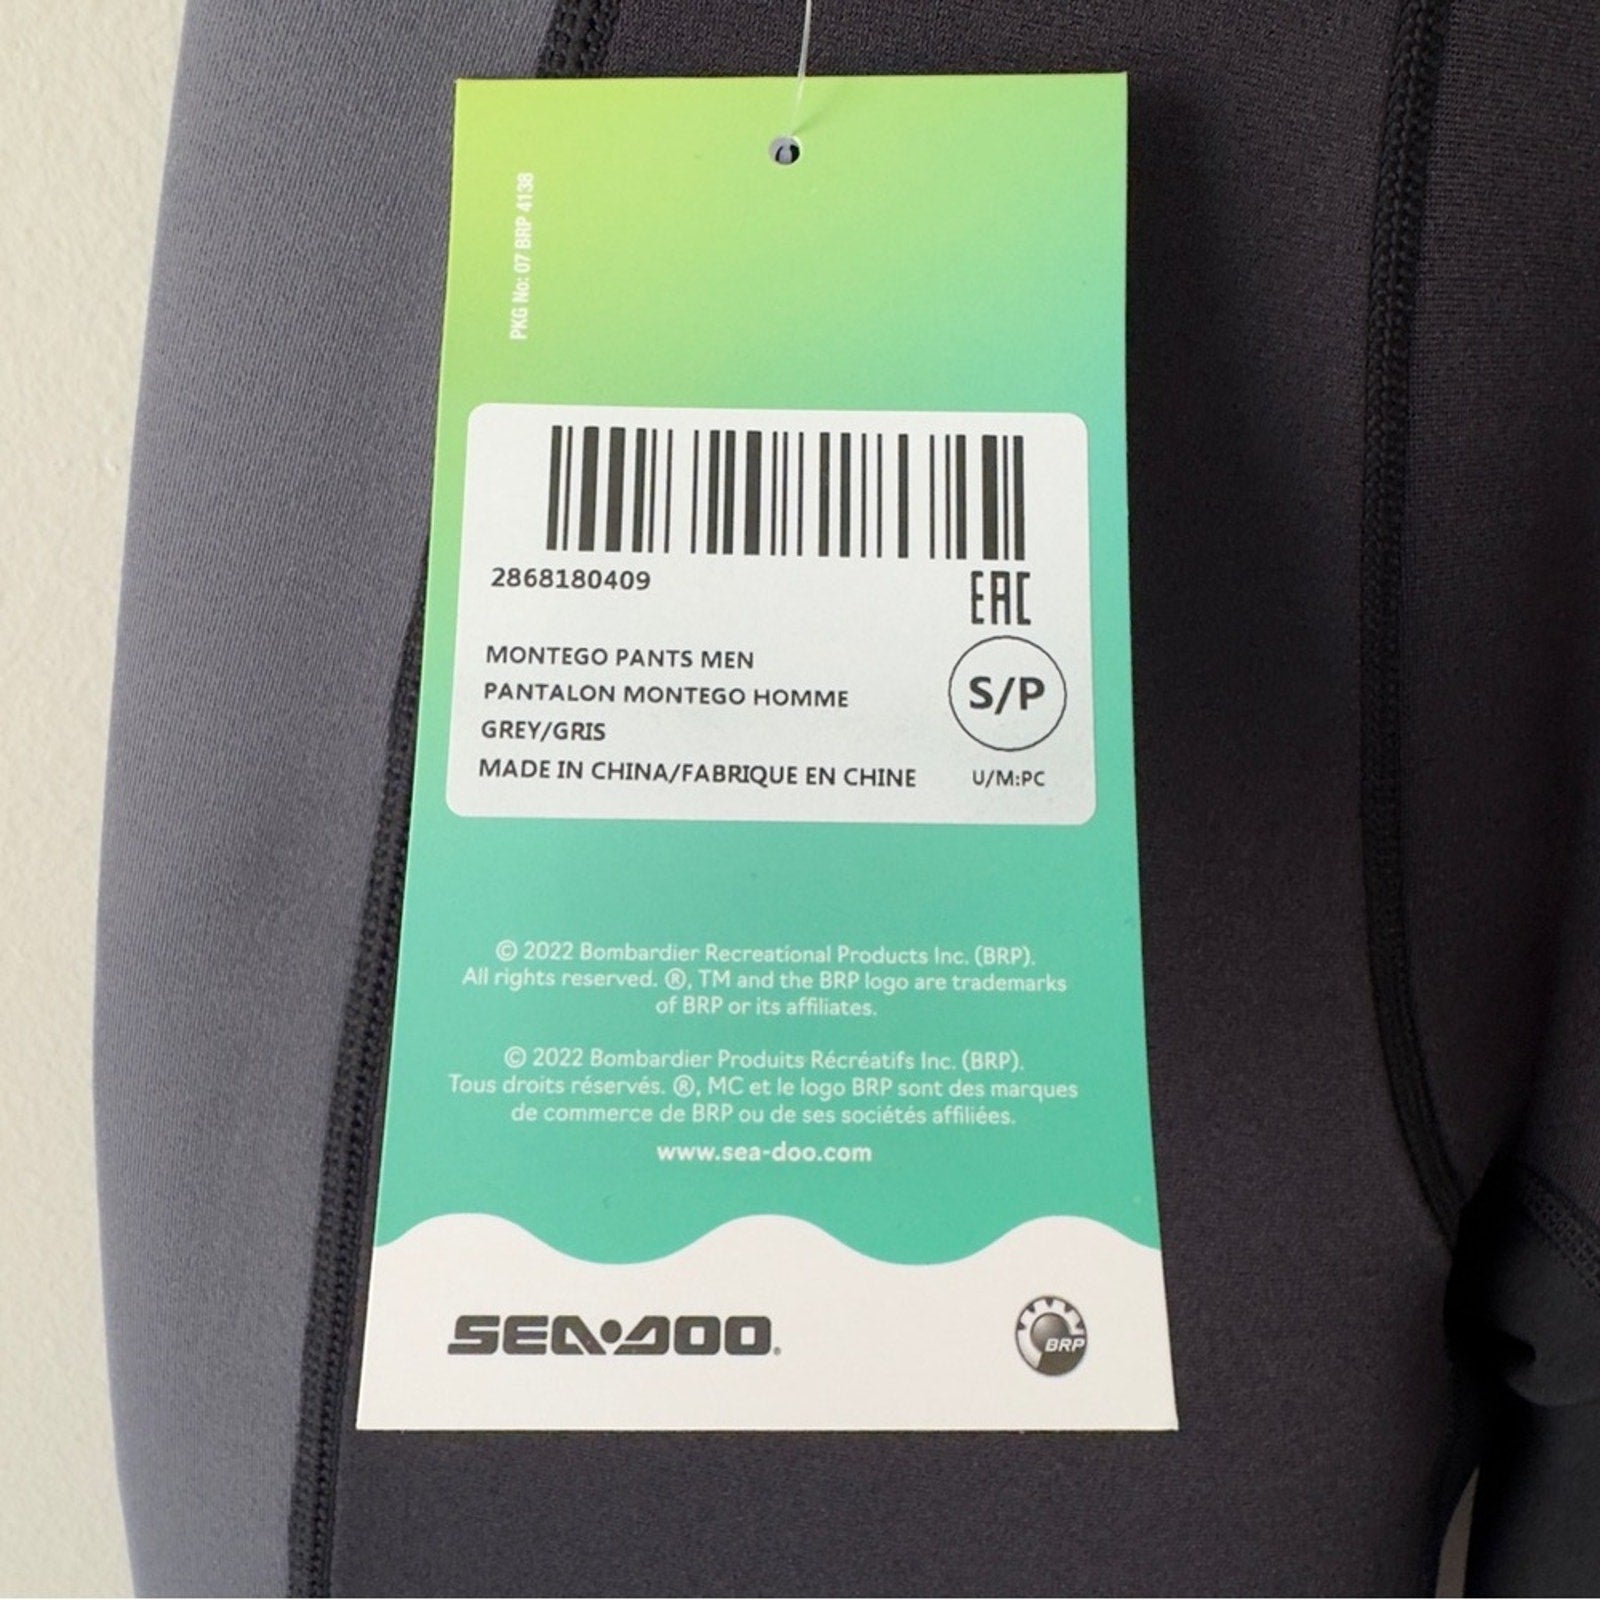 PKG No: 07 BRP 4138
2868180409
EAC
MONTEGO PANTS MEN
PANTALON MONTEGO HOMME
GREY/GRIS
S/P
MADE IN CHINA/FABRIQUE EN CHINE
U/M:PC
© 2022 Bombardier Recreational Products Inc. (BRP).
All rights reserved. ®, TM and the BRP logo are trademarks
of BRP or its affiliates.
© 2022 Bombardier Produits Récréatifs Inc. (BRP).
Tous droits réservés. ®, MC et le logo BRP sont des marques
de commerce de BRP ou de ses sociétés affiliées.
www.sea-doo.com
SEA-DOO®
BRP